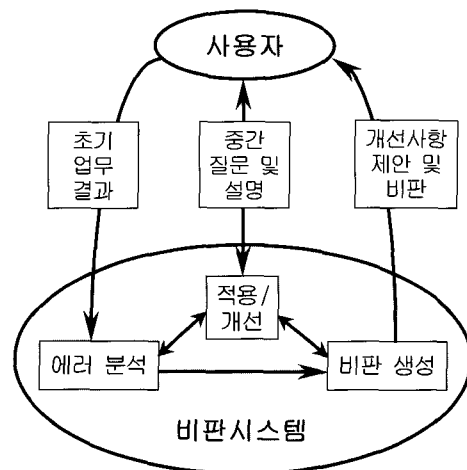 사용자
초기
업무
결과
중간
질문 및
설명
개선사항
제안 및
비판
적용/
개선
에러 분석
비판 생성
비판시스템